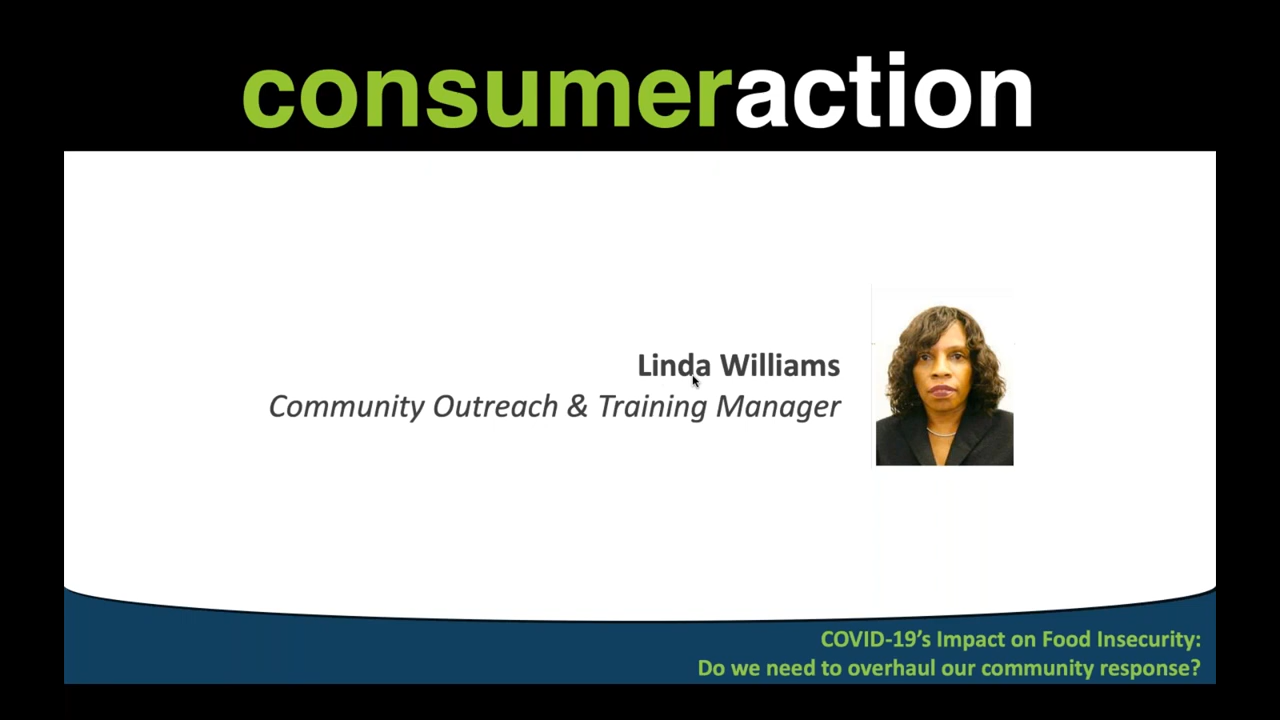 consumeraction
Linda Williams
Community Outreach & Training Manager
COVID-19’s Impact on Food Insecurity:
Do we need to overhaul our community response?